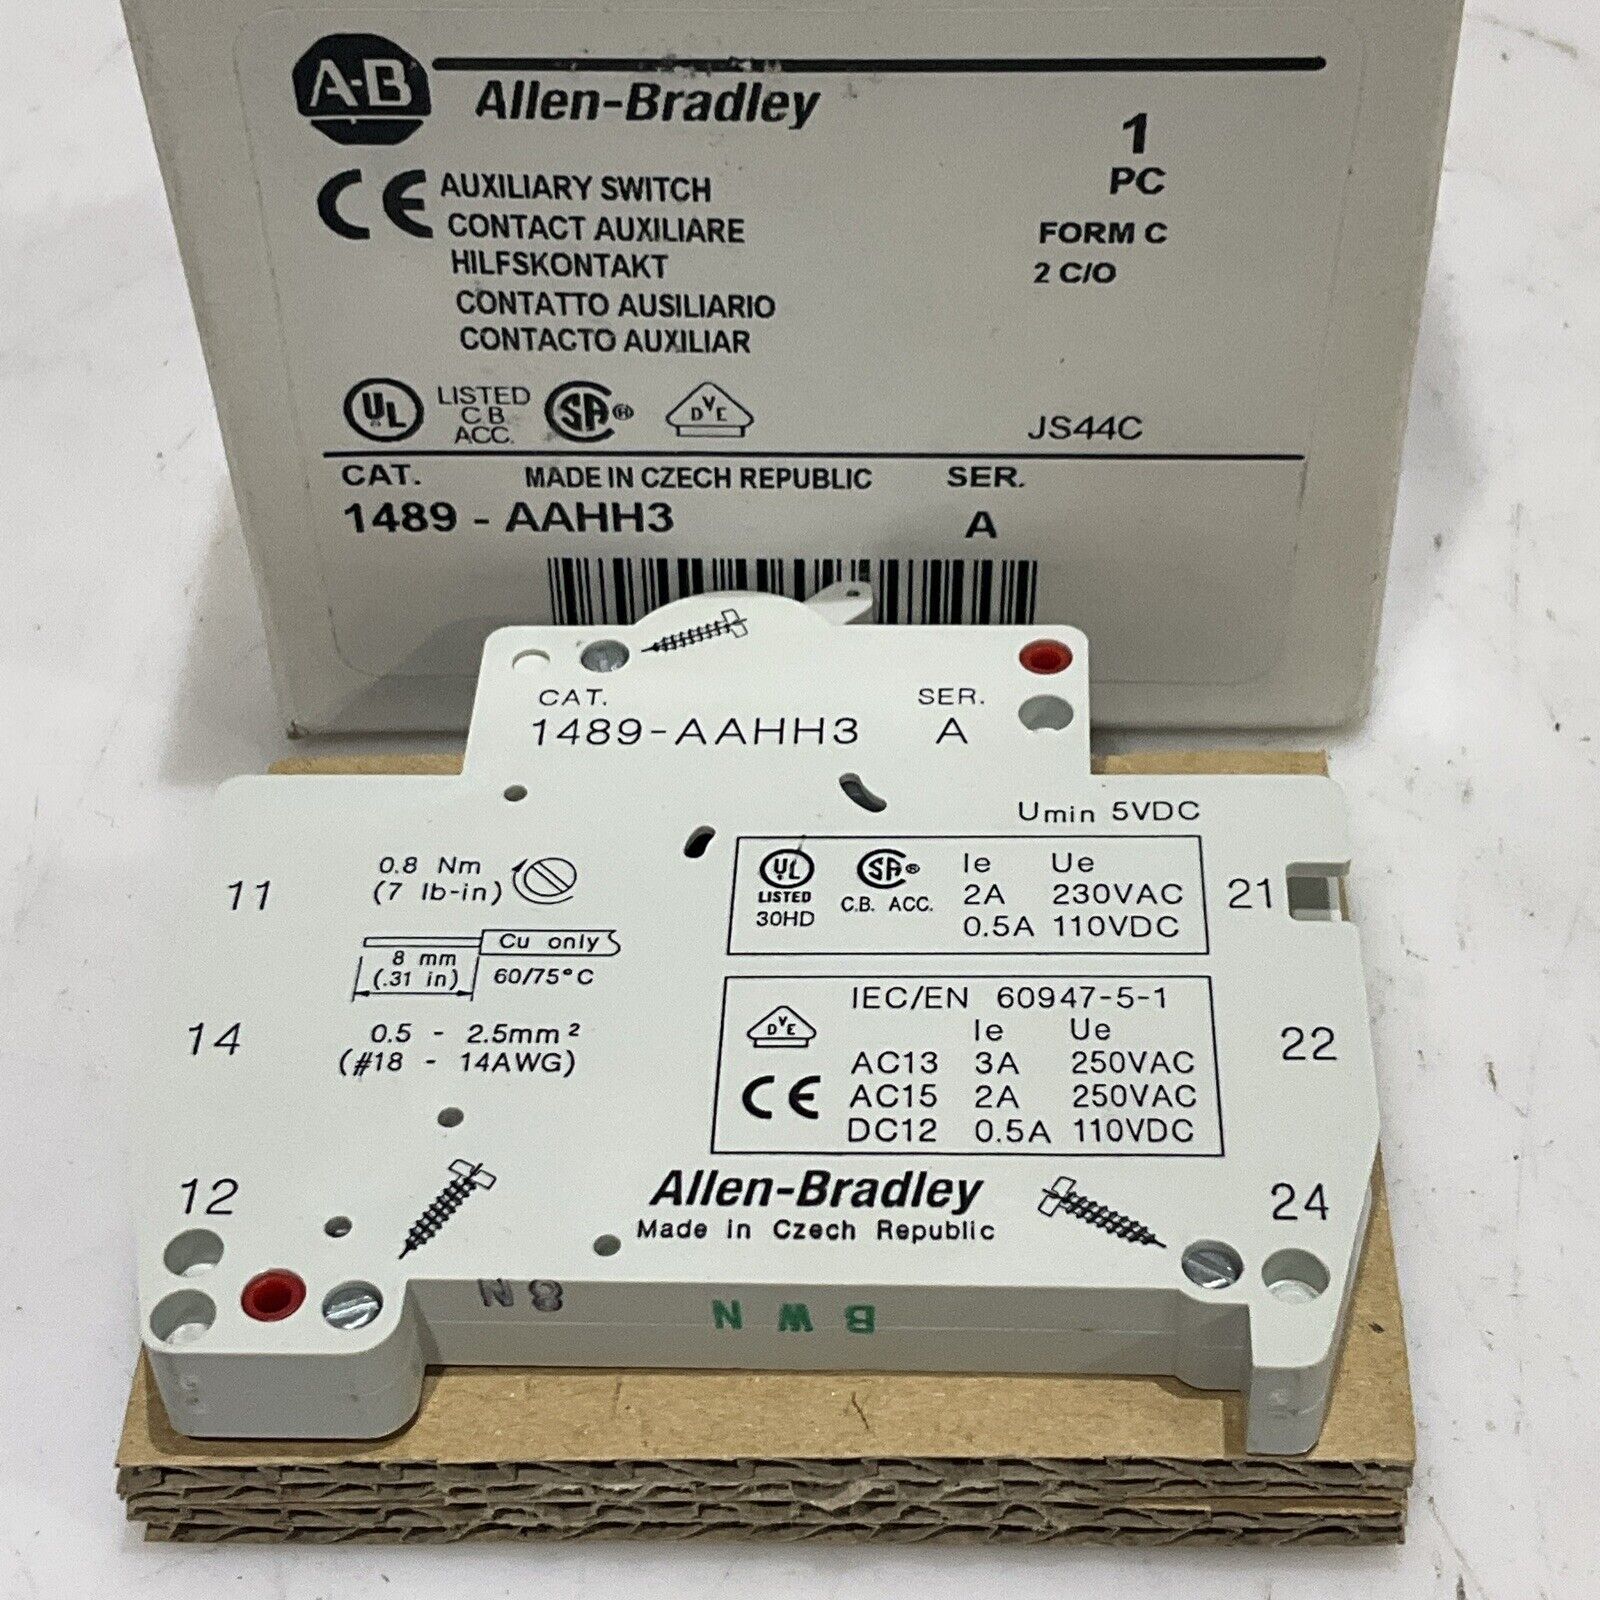 A-B Allen-Bradley
1
PC
CE AUXILIARY SWITCH
CONTACT AUXILIARE
HILFSKONTAKT
CONTATTO AUSILIARIO
CONTACTO AUXILIAR
FORM C
2 C/O
UL LISTED
C.B.
ACC.
SA ®
DVE
JS44C
CAT. MADE IN CZECH REPUBLIC SER.
1489 - AAHH3 A
CAT. SER.
1489-AAHH3 A
Umin 5VDC
11
14
12
0.8 Nm
(7 lb-in)
Cu only
8 mm
(.31 in)
60/75°C
0.5 - 2.5mm²
(#18 - 14AWG)
UL
LISTED
30HD
SA ®
C.B. ACC.
Ie Ue
2A 230VAC
0.5A 110VDC
21
22
24
IEC/EN 60947-5-1
DVE
CE
Ie Ue
AC13 3A 250VAC
AC15 2A 250VAC
DC12 0.5A 110VDC
Allen-Bradley
Made in Czech Republic
8 N
B W N